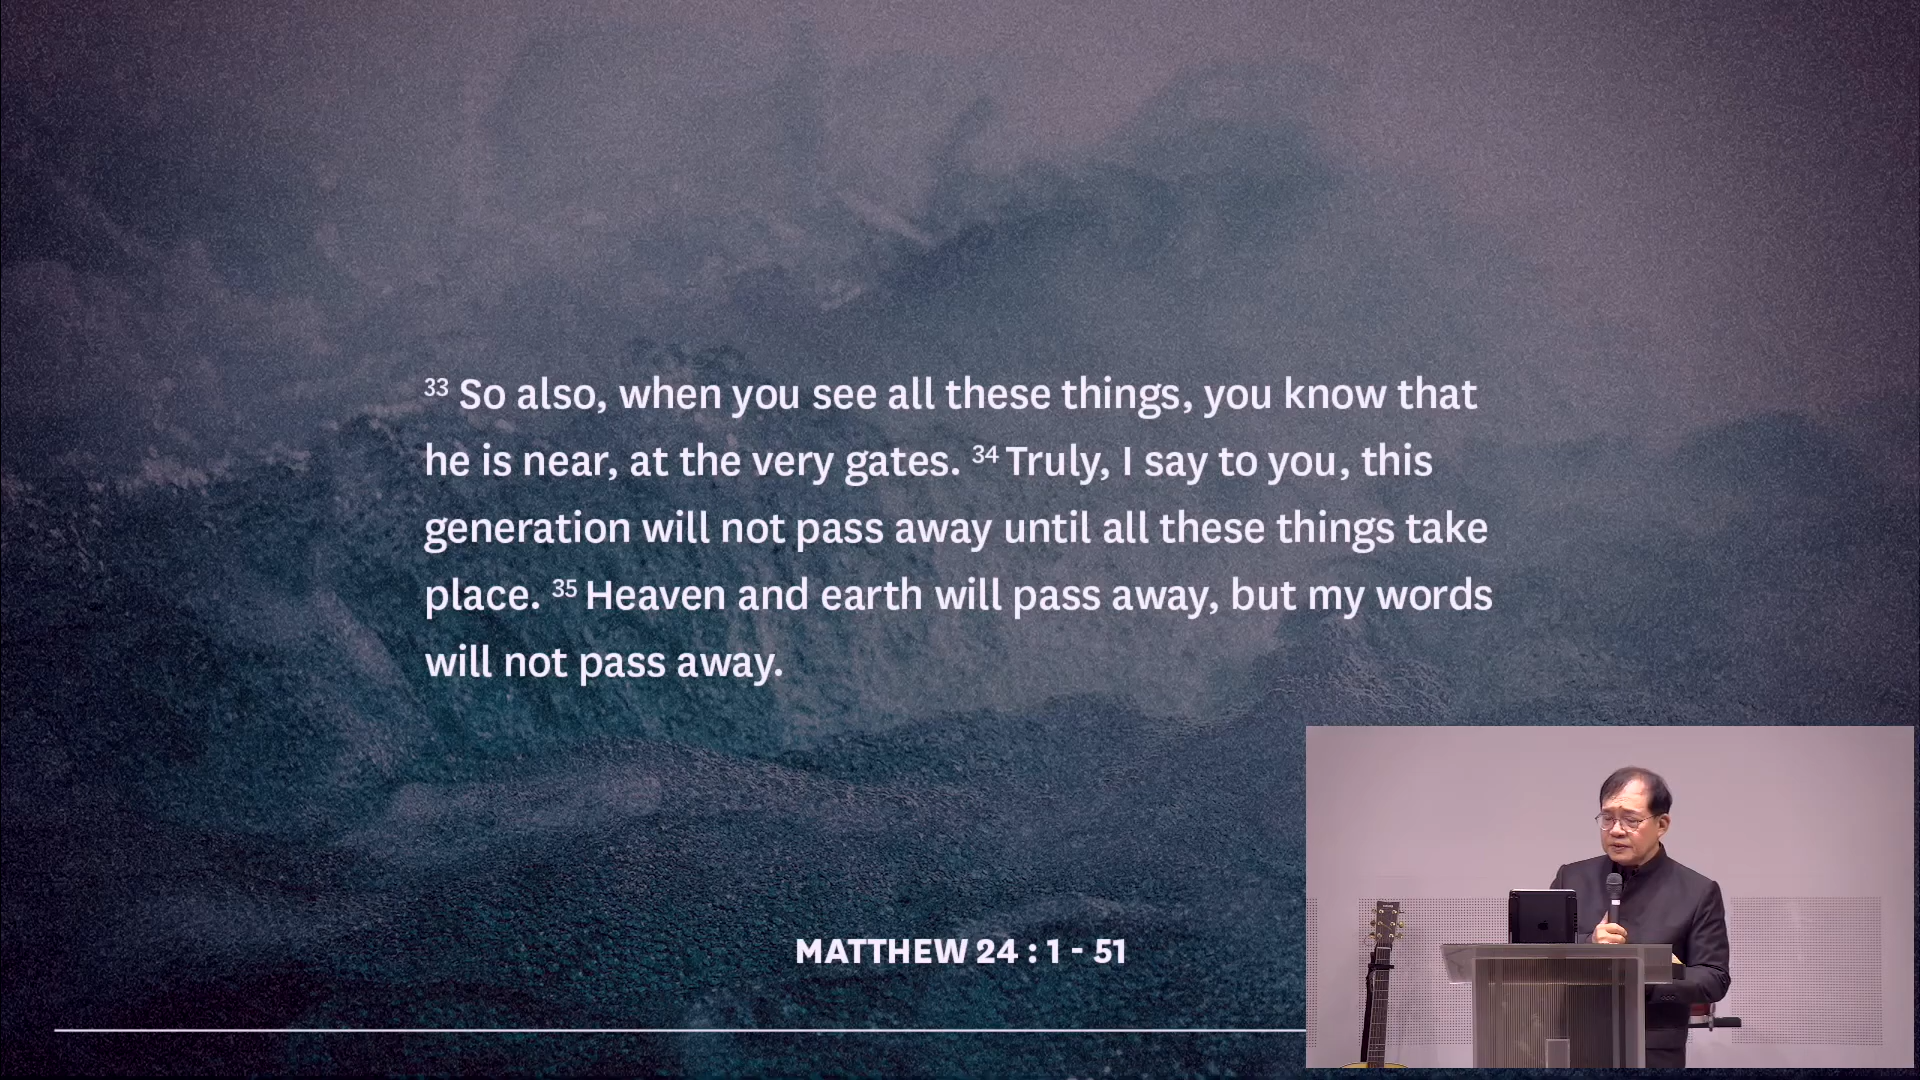 33 So also, when you see all these things, you know that
he is near, at the very gates. 34 Truly, I say to you, this
generation will not pass away until all these things take
place. 35 Heaven and earth will pass away, but my words
will not pass away.
MATTHEW 24 : 1 - 51